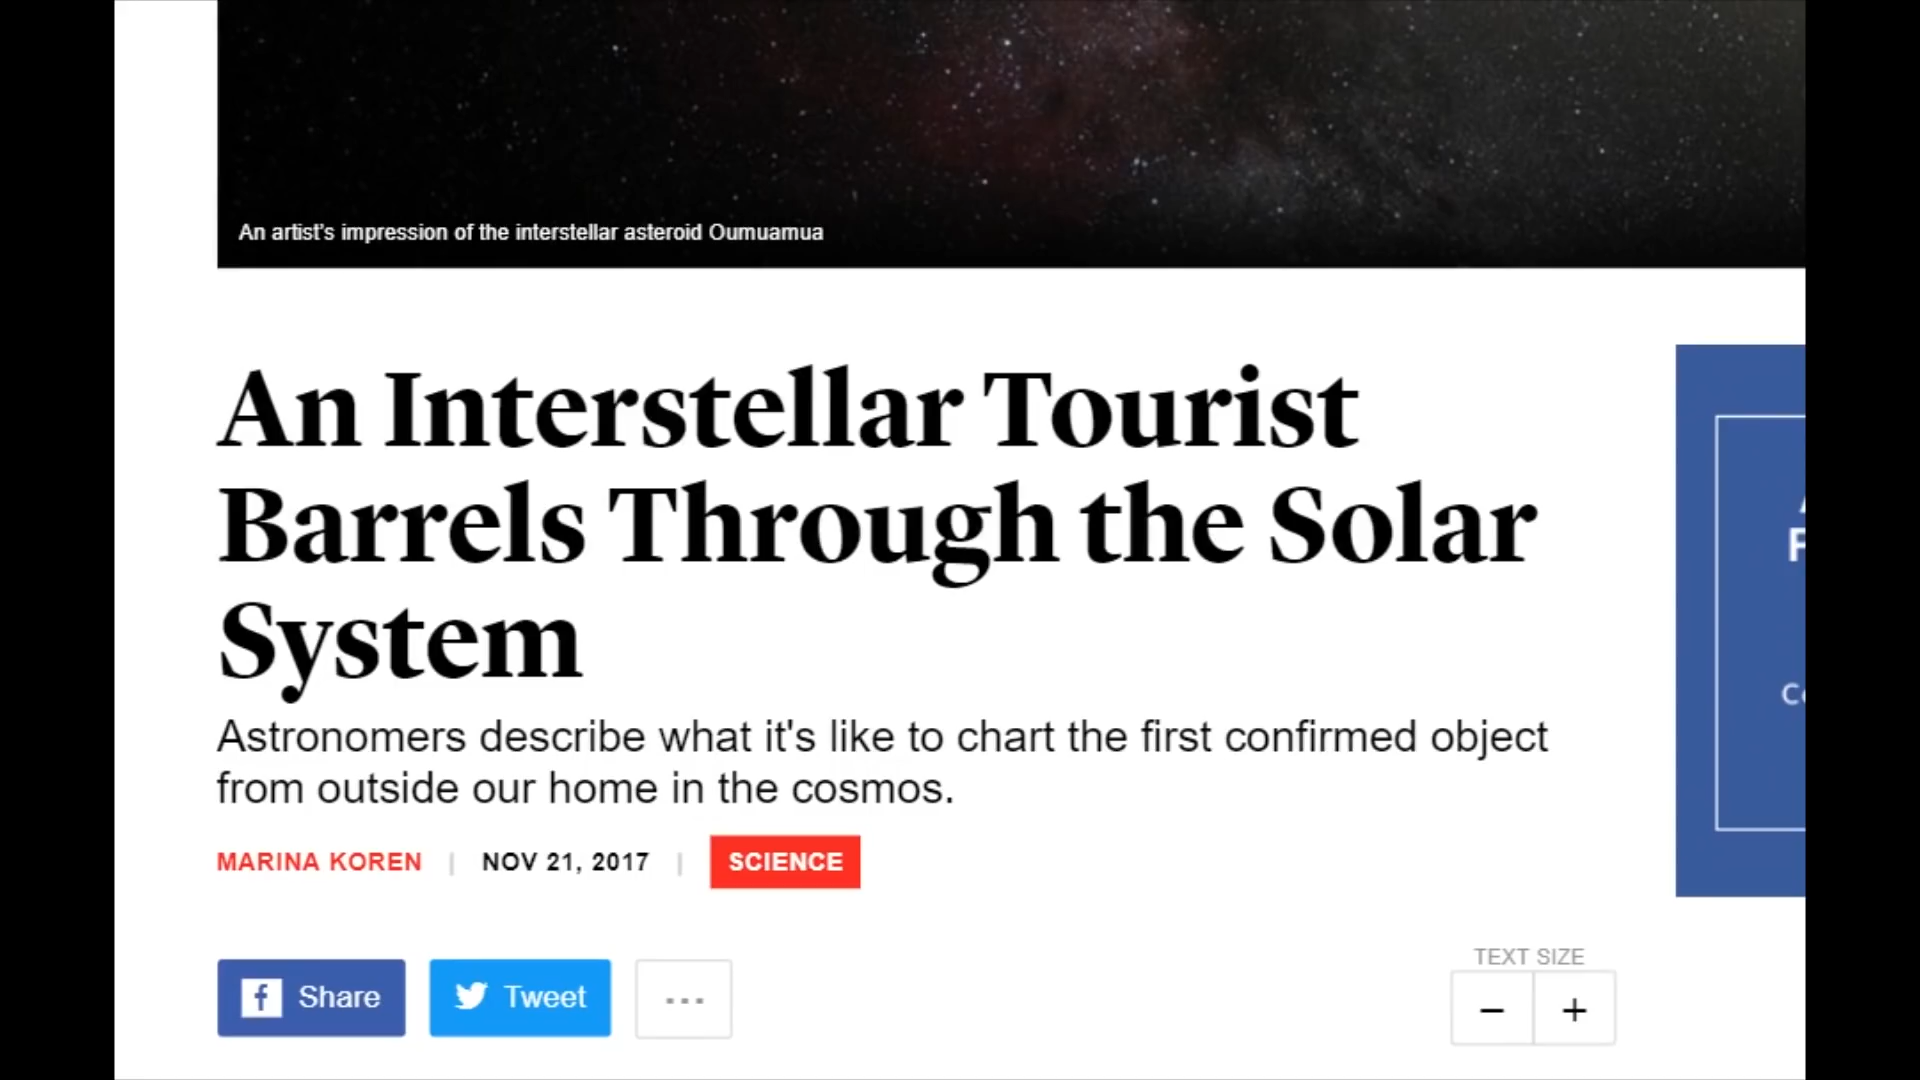 An artist's impression of the interstellar asteroid Oumuamua
An Interstellar Tourist
Barrels Through the Solar
System
Astronomers describe what it's like to chart the first confirmed object
from outside our home in the cosmos.
MARINA KOREN | NOV 21, 2017 | SCIENCE
Share Tweet ...
TEXT SIZE
− +